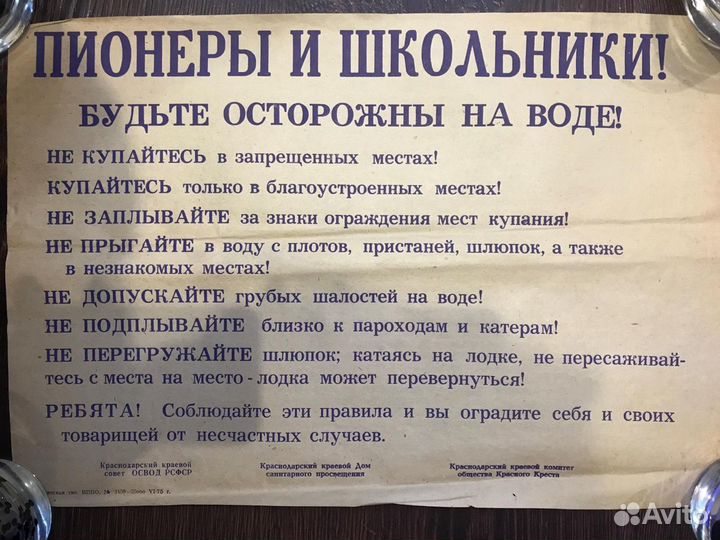 ПИОНЕРЫ И ШКОЛЬНИКИ!
БУДЬТЕ ОСТОРОЖНЫ НА ВОДЕ!
НЕ КУПАЙТЕСЬ в запрещенных местах!
КУПАЙТЕСЬ только в благоустроенных местах!
НЕ ЗАПЛЫВАЙТЕ за знаки ограждения мест купания!
НЕ ПРЫГАЙТЕ в воду с плотов, пристаней, шлюпок, а также
в незнакомых местах!
НЕ ДОПУСКАЙТЕ грубых шалостей на воде!
НЕ ПОДПЛЫВАЙТЕ близко к пароходам и катерам!
НЕ ПЕРЕГРУЖАЙТЕ шлюпок; катаясь на лодке, не пересаживай-
тесь с места на место - лодка может перевернуться!
РЕБЯТА! Соблюдайте эти правила и вы оградите себя и своих
товарищей от несчастных случаев.
Краснодарский краевой
совет ОСВОД РСФСР
Краснодарский краевой Дом
санитарного просвещения
Краснодарский краевой комитет
общества Красного Креста
тип. VI-75 г.
Avito